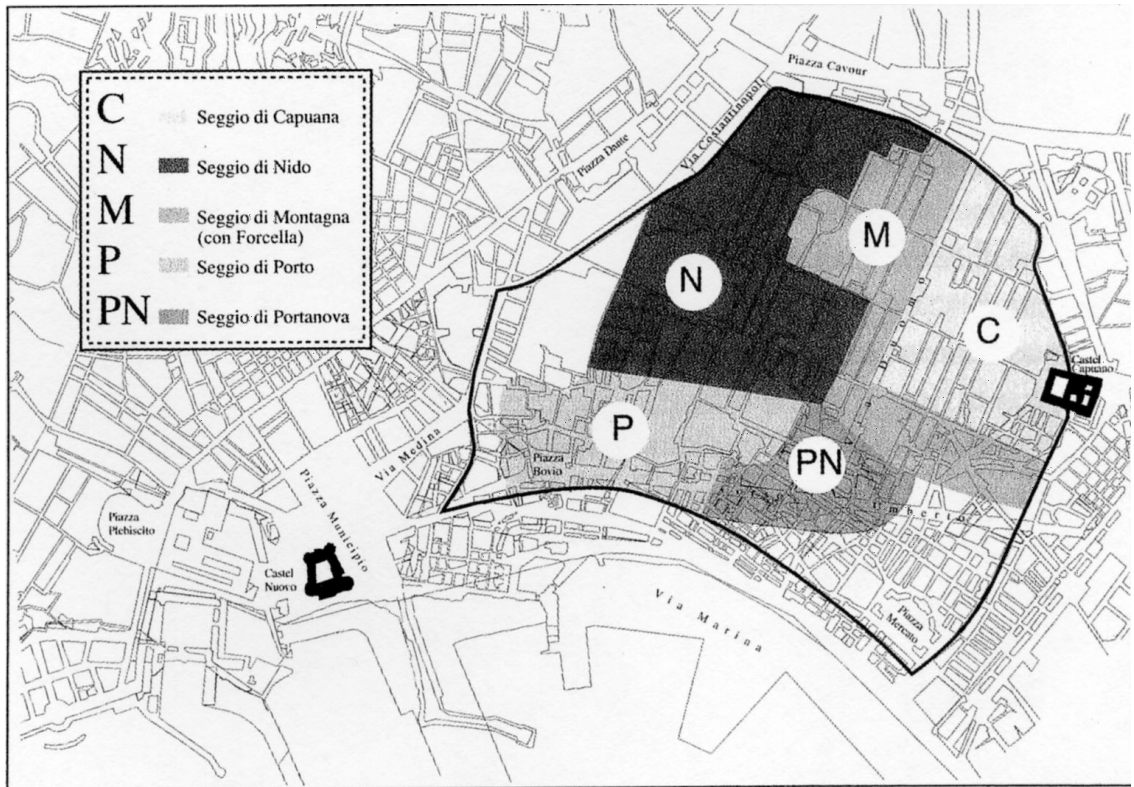 C Seggio di Capuana
N Seggio di Nido
M Seggio di Montagna
(con Forcella)
P Seggio di Porto
PN Seggio di Portanova
Piazza Cavour
Via Costantinopoli
Piazza Dante
M
N
Duomo
C
Castel
Capuano
P
PN
Piazza
Bovio
Via Medina
Umberto
Piazza Municipio
Piazza
Plebiscito
Castel
Nuovo
Via Marina
Piazza
Mercato